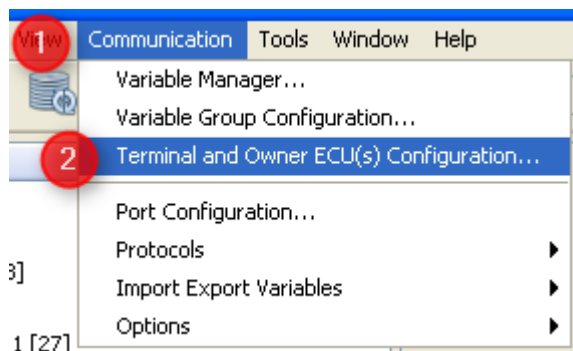 View Communication Tools Window Help
1
Variable Manager...
Variable Group Configuration...
2
Terminal and Owner ECU(s) Configuration...
Port Configuration...
Protocols
3]
Import Export Variables
Options
1 [27]